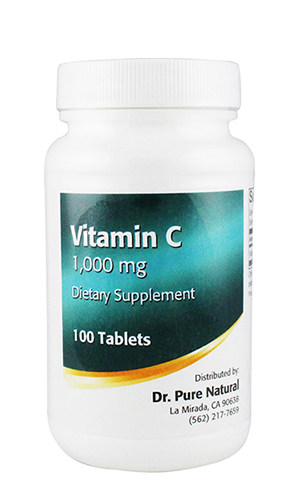 Vitamin C
1,000 mg
Dietary Supplement
100 Tablets
Distributed by:
Dr. Pure Natural
La Mirada, CA 90638
(562) 217-7659